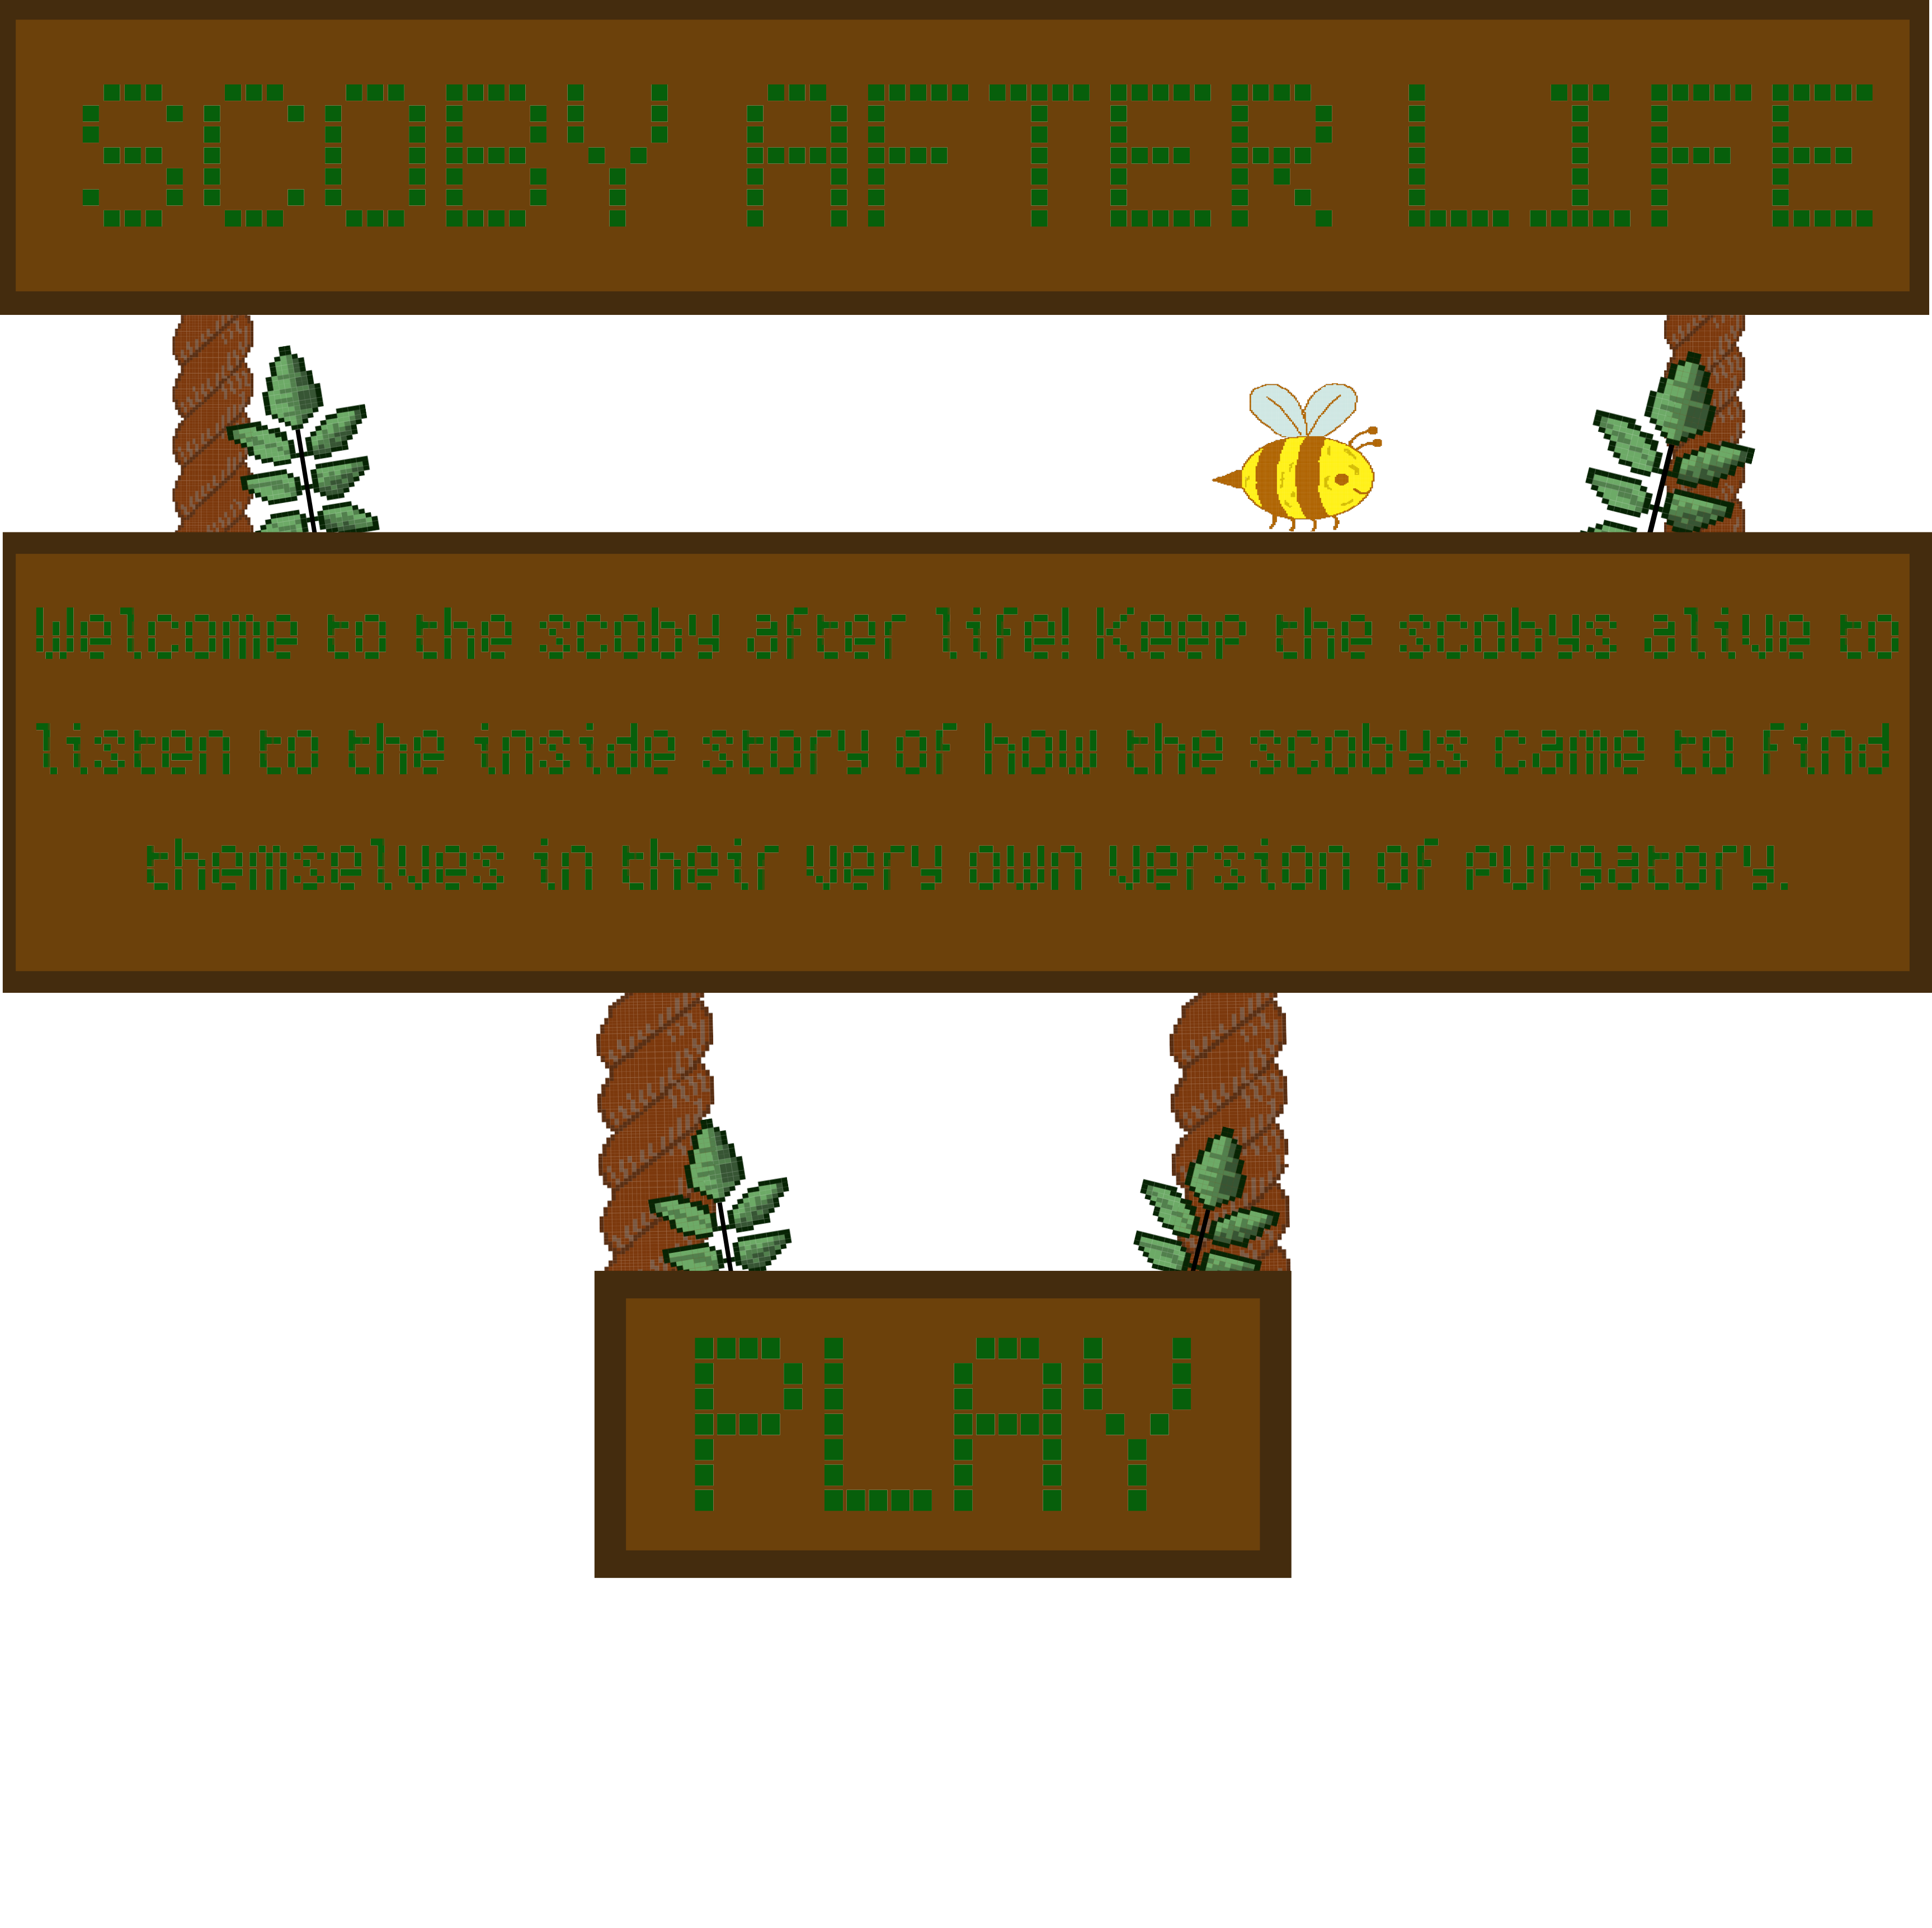 SCOBY AFTER LIFE
Welcome to the scoby after life! Keep the scobys alive to
listen to the inside story of how the scobys came to find
themselves in their very own version of purgatory.
PLAY